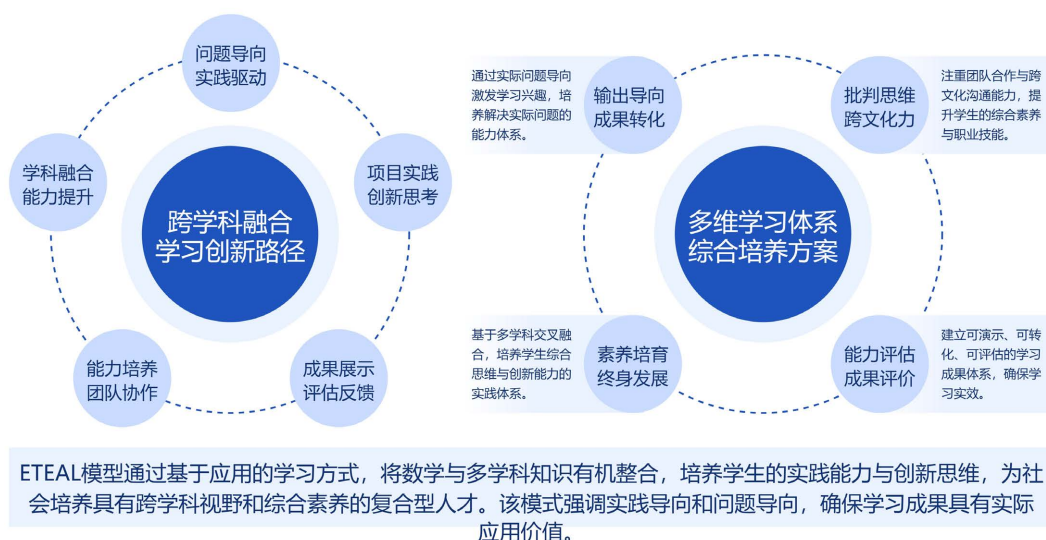 问题导向
实践驱动
学科融合
能力提升
项目实践
创新思考
跨学科融合
学习创新路径
能力培养
团队协作
成果展示
评估反馈
通过实际问题导向
激发学习兴趣，培
养解决实际问题的
能力体系。
输出导向
成果转化
批判思维
跨文化力
注重团队合作与跨
文化沟通能力，提
升学生的综合素养
与职业技能。
多维学习体系
综合培养方案
基于多学科交叉融
合，培养学生综合
思维与创新能力的
实践体系。
素养培育
终身发展
能力评估
成果评价
建立可演示、可转
化、可评估的学习
成果体系，确保学
习实效。
ETEAL模型通过基于应用的学习方式，将数学与多学科知识有机整合，培养学生的实践能力与创新思维，为社
会培养具有跨学科视野和综合素养的复合型人才。该模式强调实践导向和问题导向，确保学习成果具有实际
应用价值。